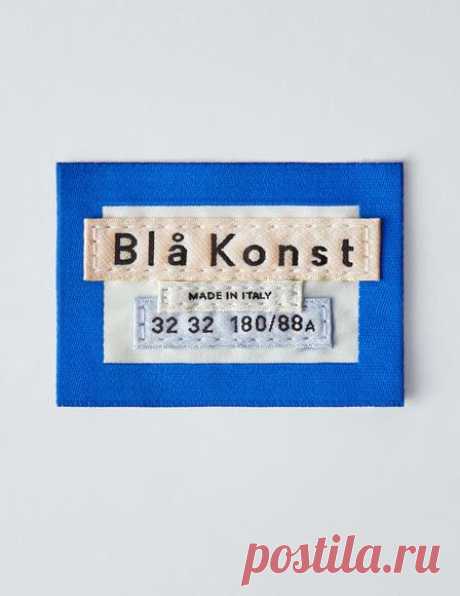 Blå Konst
MADE IN ITALY
32 32 180/88A
postila.ru